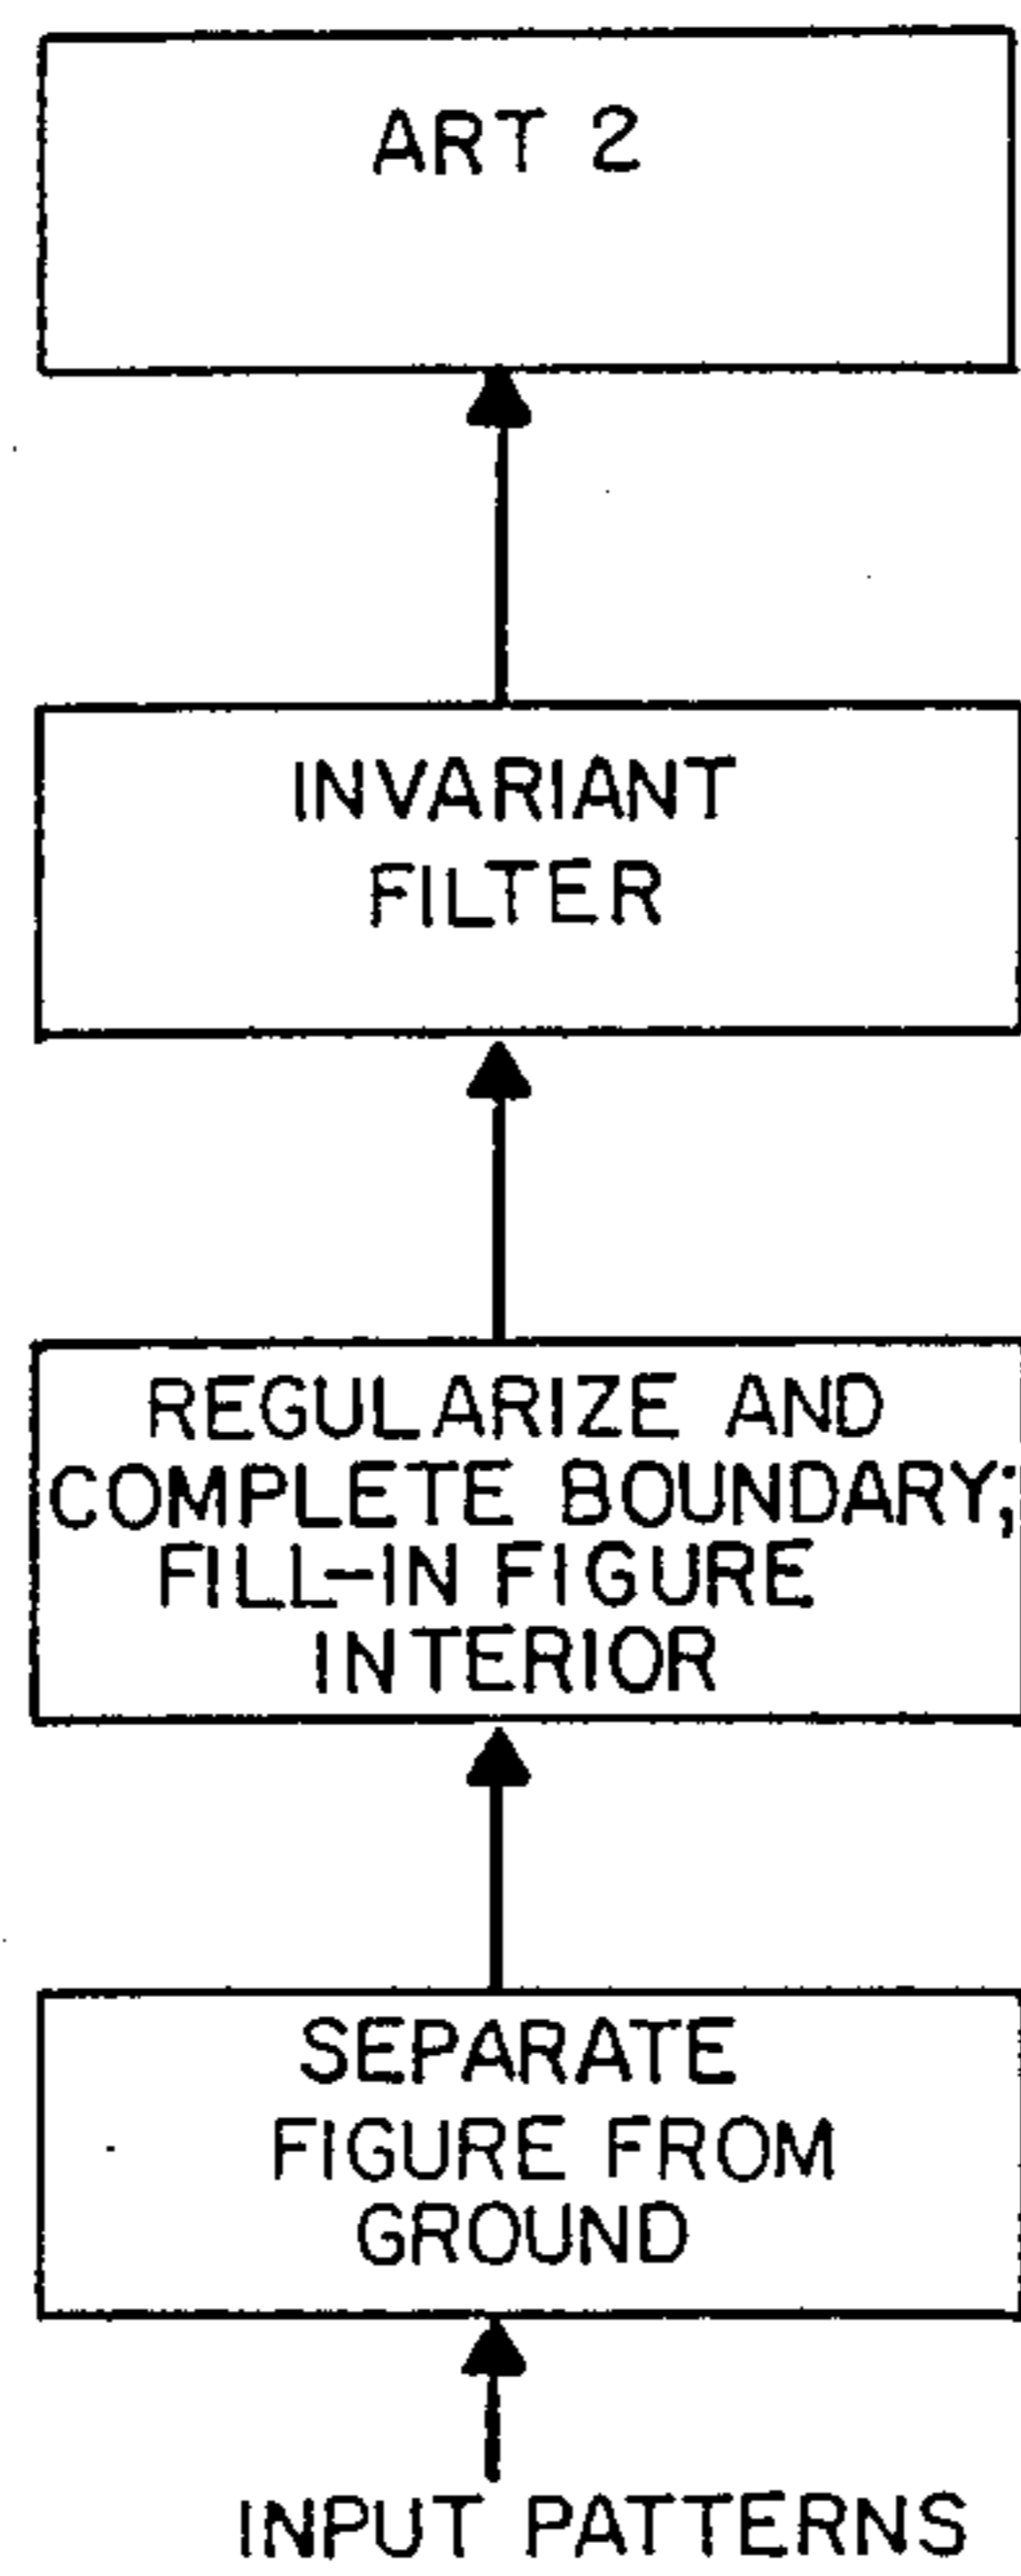 ART 2
INVARIANT
FILTER
REGULARIZE AND
COMPLETE BOUNDARY;
FILL-IN FIGURE
INTERIOR
SEPARATE
FIGURE FROM
GROUND
INPUT PATTERNS